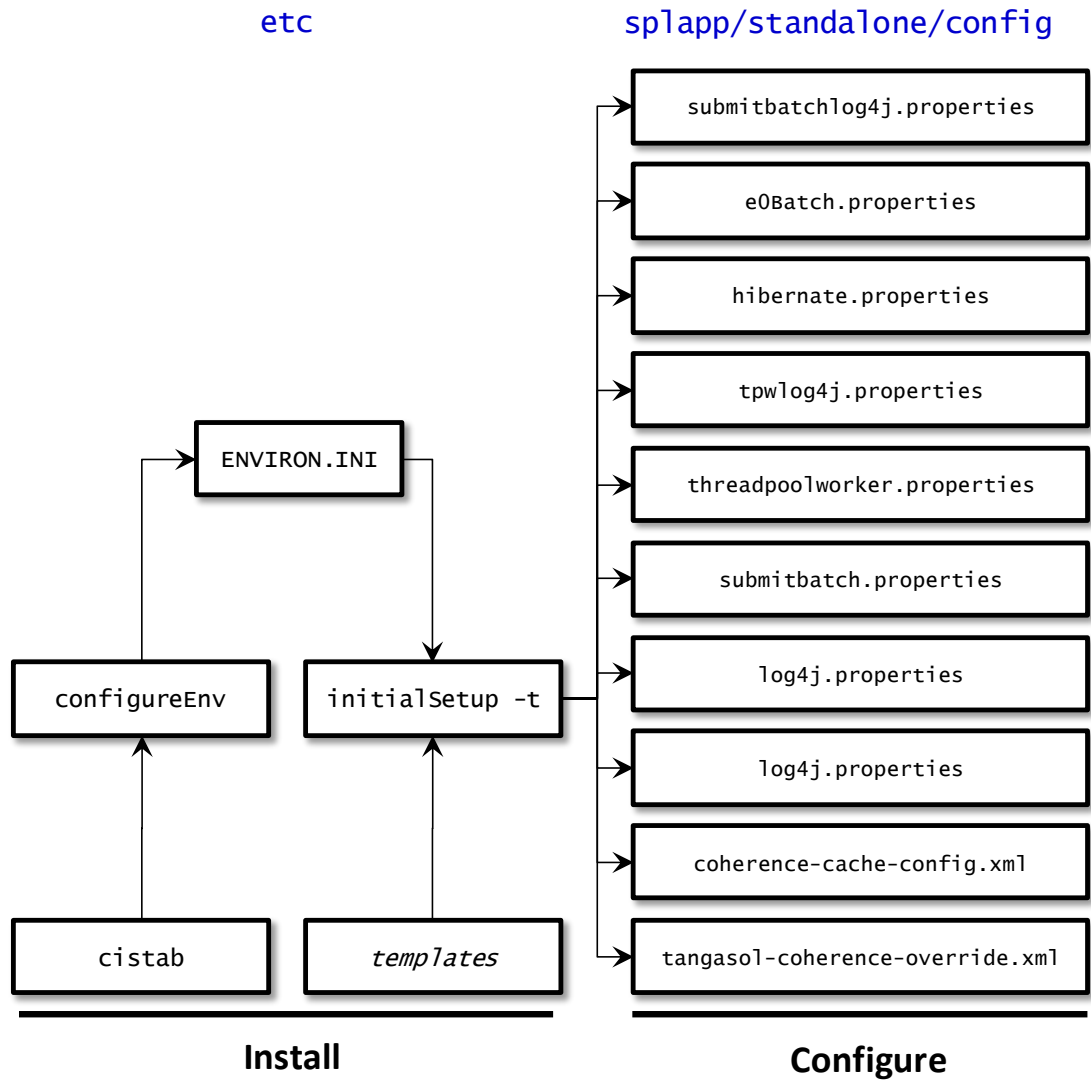 etc
splapp/standalone/config
submitbatchlog4j.properties
e0Batch.properties
hibernate.properties
tpwlog4j.properties
ENVIRON.INI
threadpoolworker.properties
submitbatch.properties
configureEnv
initialSetup -t
log4j.properties
log4j.properties
coherence-cache-config.xml
cistab
templates
tangasol-coherence-override.xml
Install
Configure